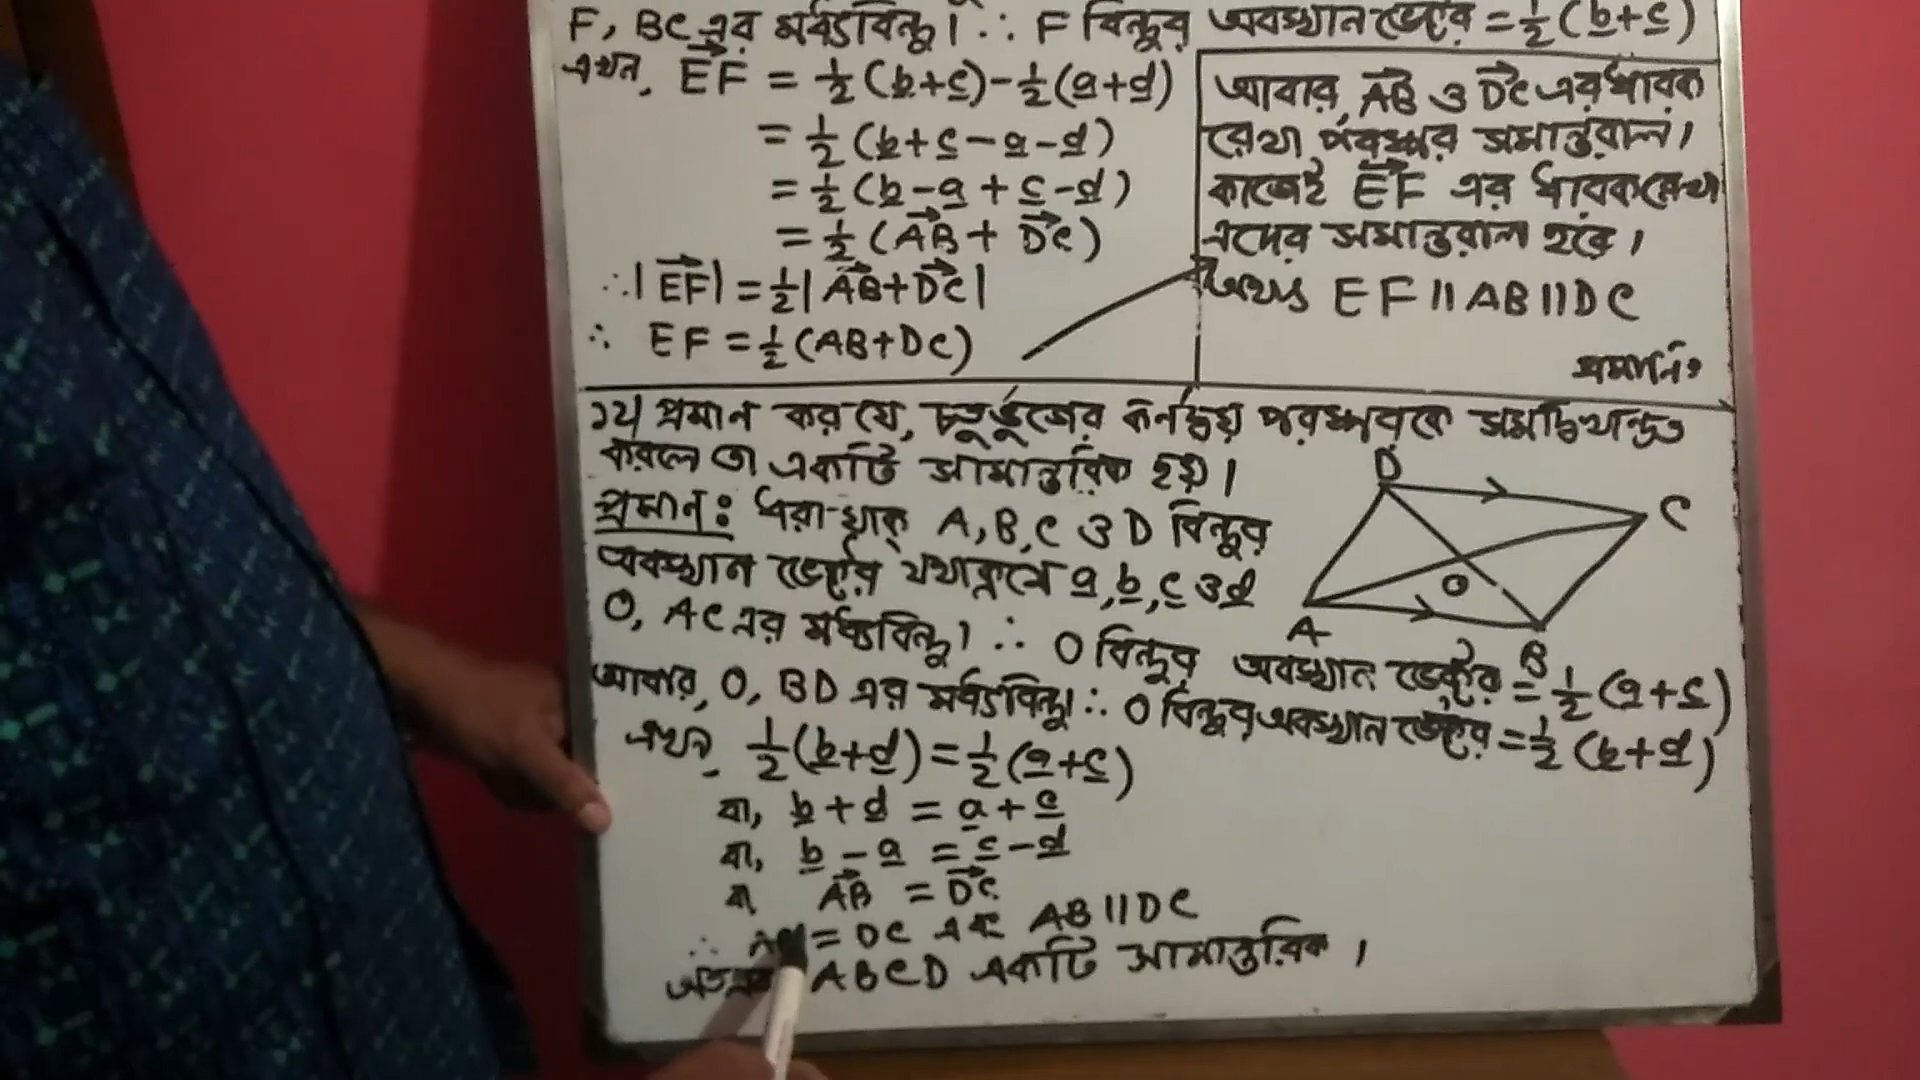 F, BC এর মধ্যবিন্দু। ∴ F বিন্দুর অবস্থান ভেক্টর = ½(b̲+c̲)
এখন, EF⃗ = ½(b̲+c̲)-½(a̲+d̲)
= ½(b̲+c̲-a̲-d̲)
= ½(b̲-a̲+c̲-d̲)
= ½(AB⃗+DC⃗)
∴ |EF⃗| = ½|AB⃗+DC⃗|
∴ EF = ½(AB+DC)
আবার, AB⃗ ও DC⃗ এর ধারক
রেখা পরস্পর সমান্তরাল।
কাজেই EF⃗ এর ধারকরেখা
এদের সমান্তরাল হবে।
অর্থাৎ EF || AB || DC
প্রমানিত
১২। প্রমান কর যে, চতুর্ভুজের কর্নদ্বয় পরস্পরকে সমদ্বিখন্ডিত
করলে তা একটি সামান্তরিক হয়।
প্রমান: ধরা যাক্ A, B, C ও D বিন্দুর
অবস্থান ভেক্টর যথাক্রমে a̲, b̲, c̲ ও d̲
O, AC এর মধ্যবিন্দু। ∴ O বিন্দুর অবস্থান ভেক্টর = ½(a̲+c̲)
আবার, O, BD এর মধ্যবিন্দু। ∴ O বিন্দুর অবস্থান ভেক্টর = ½(b̲+d̲)
এখন, ½(b̲+d̲) = ½(a̲+c̲)
বা, b̲+d̲ = a̲+c̲
বা, b̲-a̲ = c̲-d̲
বা AB⃗ = DC⃗
∴ = DC এবং AB || DC
অতএব ABCD একটি সামান্তরিক।
D
C
O
A
B